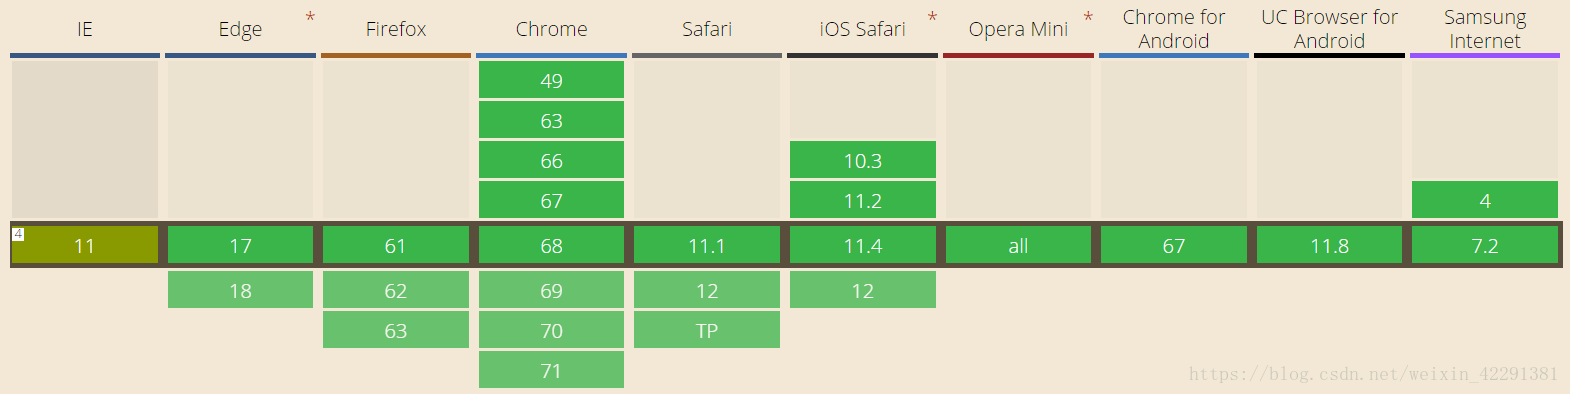 IE
Edge *
Firefox
Chrome
Safari
iOS Safari *
Opera Mini *
Chrome for
Android
UC Browser for
Android
Samsung
Internet
49
63
66 10.3
67 11.2 4
4 11 17 61 68 11.1 11.4 all 67 11.8 7.2
18 62 69 12 12
63 70 TP
71
https://blog.csdn.net/weixin_42291381